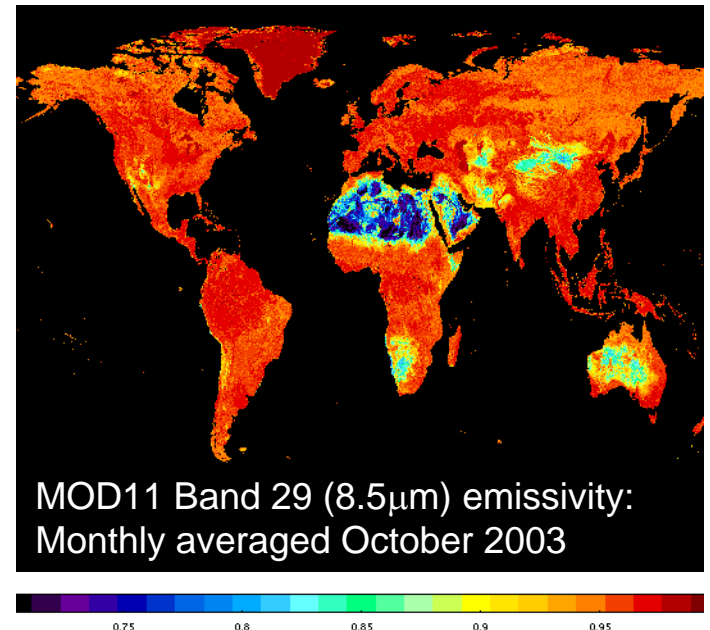 MOD11 Band 29 (8.5μm) emissivity:
Monthly averaged October 2003
0.75 0.8 0.85 0.9 0.95